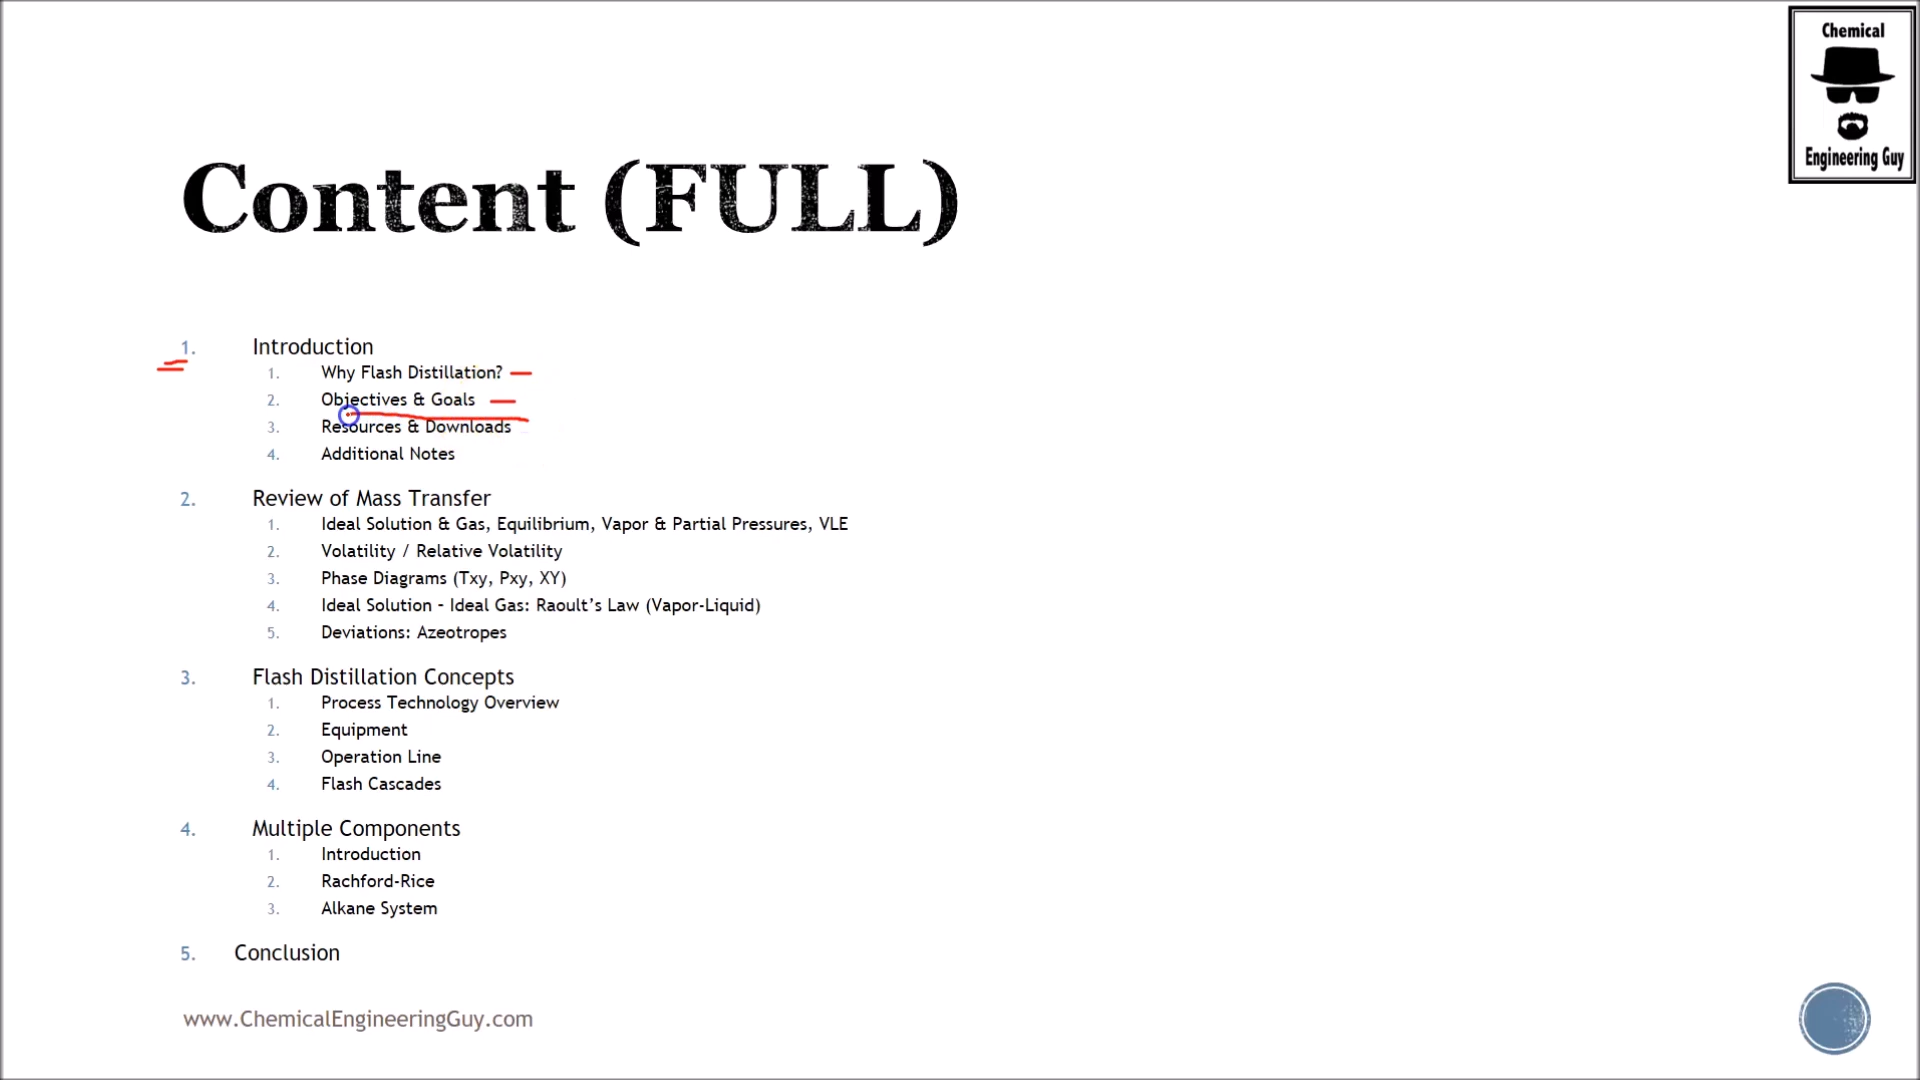 Chemical
Engineering Guy
Content (FULL)
1. Introduction
1. Why Flash Distillation?
2. Objectives & Goals
3. Resources & Downloads
4. Additional Notes
2. Review of Mass Transfer
1. Ideal Solution & Gas, Equilibrium, Vapor & Partial Pressures, VLE
2. Volatility / Relative Volatility
3. Phase Diagrams (Txy, Pxy, XY)
4. Ideal Solution – Ideal Gas: Raoult’s Law (Vapor-Liquid)
5. Deviations: Azeotropes
3. Flash Distillation Concepts
1. Process Technology Overview
2. Equipment
3. Operation Line
4. Flash Cascades
4. Multiple Components
1. Introduction
2. Rachford-Rice
3. Alkane System
5. Conclusion
www.ChemicalEngineeringGuy.com